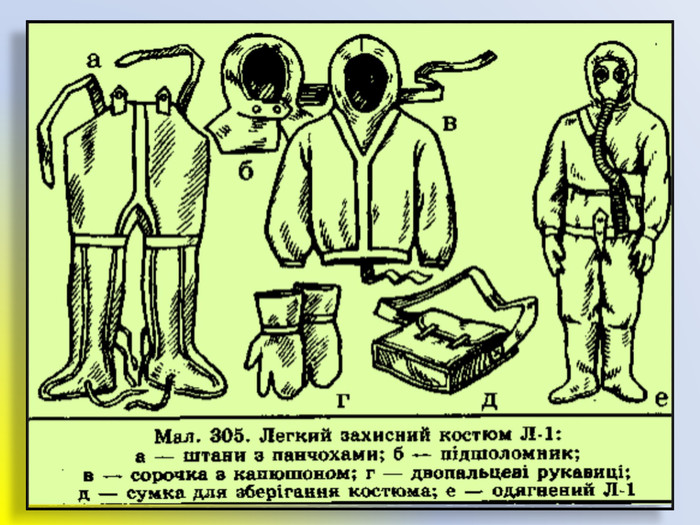 а
б
в
г
д
е
Мал. 305. Легкий захисний костюм Л-1:
а — штани з панчохами; б — підшоломник;
в — сорочка з капюшоном; г — двопальцеві рукавиці;
д — сумка для зберігання костюма; е — одягнений Л-1